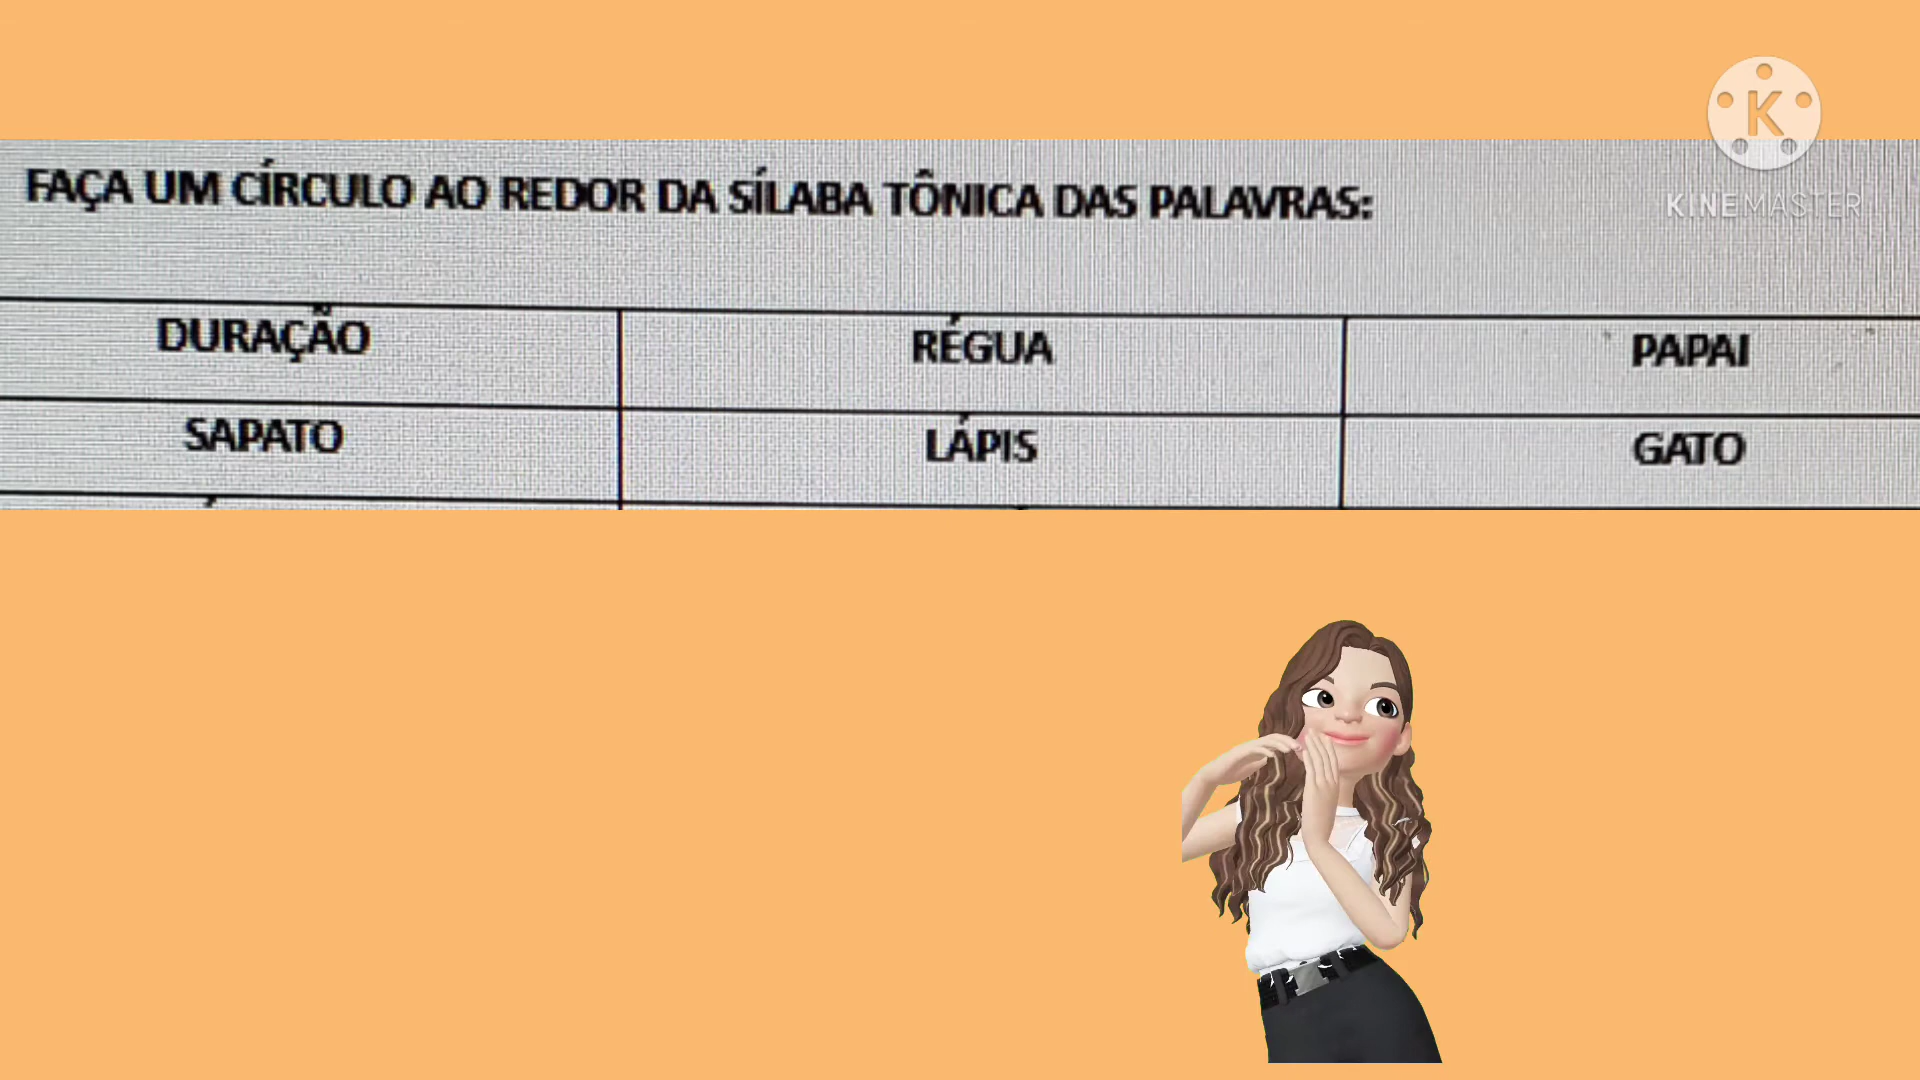 K
KINEMASTER
FAÇA UM CÍRCULO AO REDOR DA SÍLABA TÔNICA DAS PALAVRAS:
DURAÇÃO RÉGUA PAPAI
SAPATO LÁPIS GATO